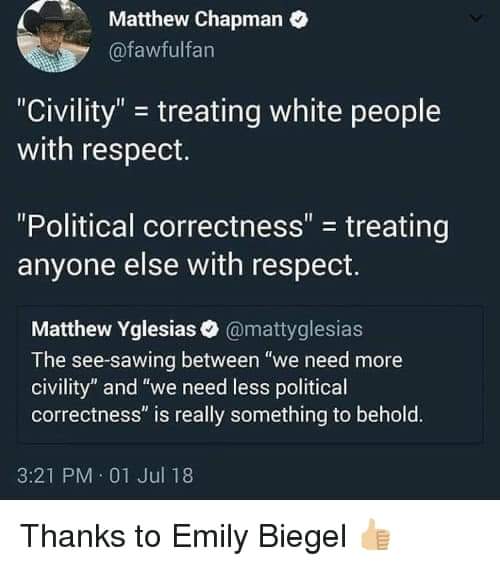 Matthew Chapman
@fawfulfan
"Civility" = treating white people
with respect.
"Political correctness" = treating
anyone else with respect.
Matthew Yglesias @mattyglesias
The see-sawing between "we need more
civility" and "we need less political
correctness" is really something to behold.
3:21 PM · 01 Jul 18
Thanks to Emily Biegel 👍🏼